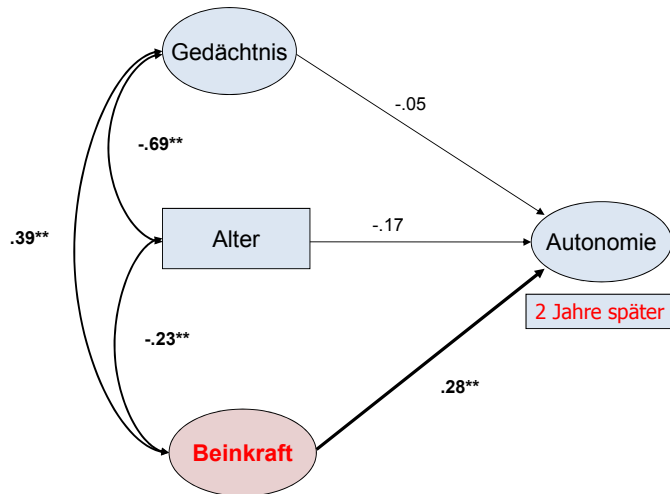 Gedächtnis
-.05
-.69**
.39**
Alter
-.17
Autonomie
2 Jahre später
-.23**
.28**
Beinkraft